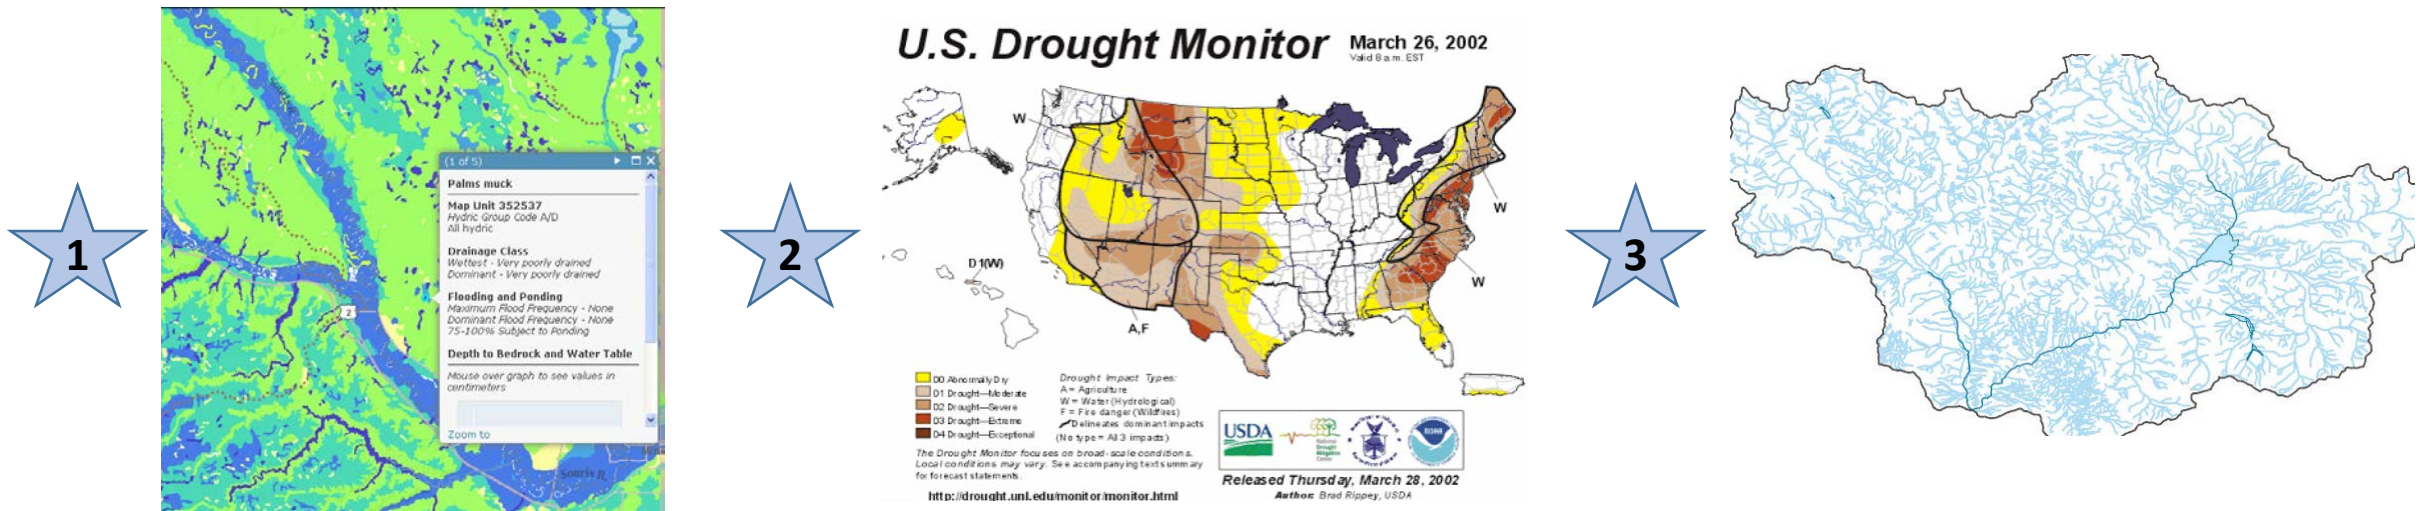 1
(1 of 5)
Palms muck
Map Unit 352537
Hydric Group Code A/D
All hydric
Drainage Class
Wettest - Very poorly drained
Dominant - Very poorly drained
Flooding and Ponding
Maximum Flood Frequency - None
Dominant Flood Frequency - None
75-100% Subject to Ponding
Depth to Bedrock and Water Table
Mouse over graph to see values in
centimeters
Zoom to
2
Souris R.
2
U.S. Drought Monitor
March 26, 2002
Valid 8 a.m. EST
W
W
W
D1(W)
A,F
D0 Abnormally Dry
D1 Drought—Moderate
D2 Drought—Severe
D3 Drought—Extreme
D4 Drought—Exceptional
Drought Impact Types:
A = Agriculture
W = Water (Hydrological)
F = Fire danger (Wildfires)
Delineates dominant impacts
(No type = All 3 impacts)
The Drought Monitor focuses on broad-scale conditions.
Local conditions may vary. See accompanying text summary
for forecast statements.
http://drought.unl.edu/monitor/monitor.html
USDA
National
Drought
Mitigation
Center
NOAA
Released Thursday, March 28, 2002
Author: Brad Rippey, USDA
3